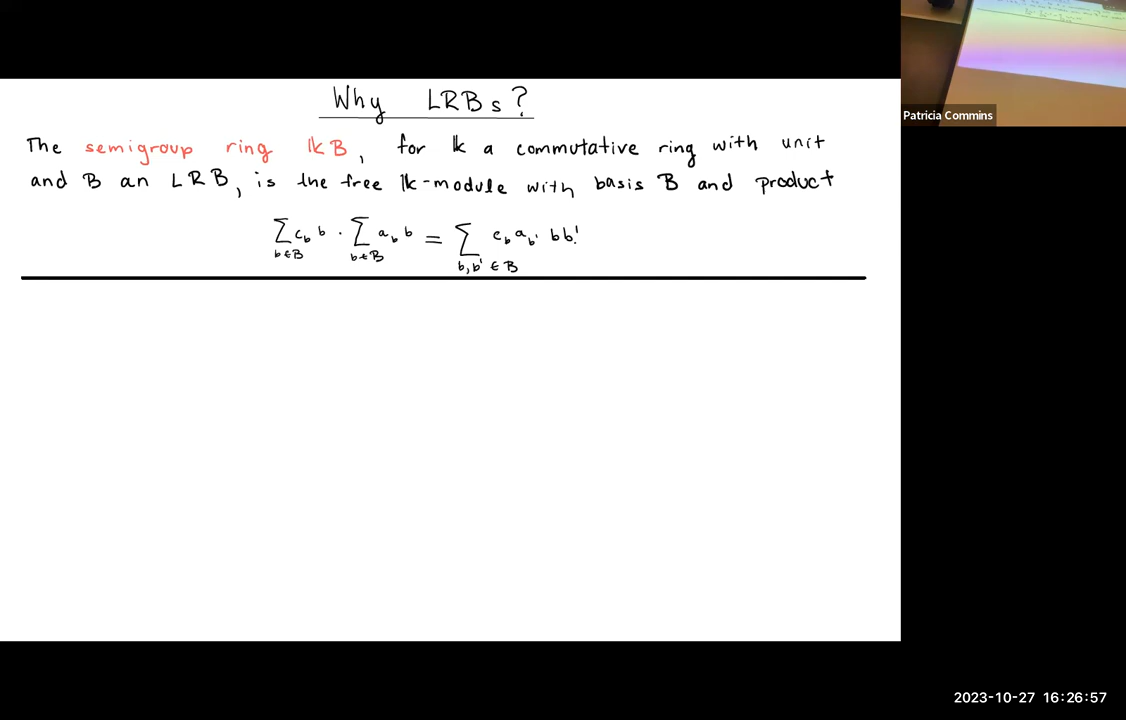 Why LRBs?
The semigroup ring 𝕜B, for 𝕜 a commutative ring with unit
and B an LRB, is the free 𝕜-module with basis B and product
∑_{b∈B} c_b b · ∑_{b∈B} a_b b = ∑_{b,b'∈B} c_b a_{b'} bb'.
Patricia Commins
2023-10-27 16:26:57